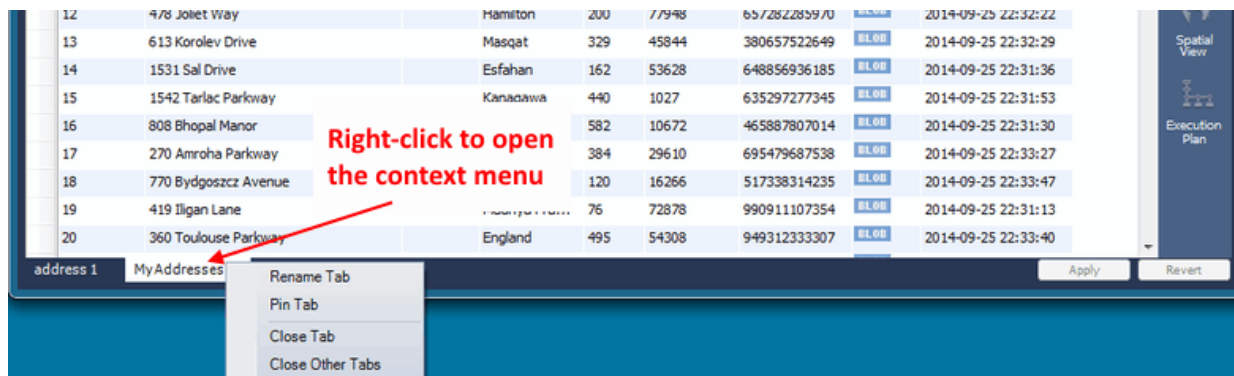 12 478 Joliet Way Hamilton 200 77948 657282285970 BLOB 2014-09-25 22:32:22
13 613 Korolev Drive Masqat 329 45844 380657522649 BLOB 2014-09-25 22:32:29
Spatial
View
14 1531 Sal Drive Esfahan 162 53628 648856936185 BLOB 2014-09-25 22:31:36
15 1542 Tarlac Parkway Kanagawa 440 1027 635297277345 BLOB 2014-09-25 22:31:53
16 808 Bhopal Manor 582 10672 465887807014 BLOB 2014-09-25 22:31:30
Execution
Plan
17 270 Amroha Parkway 384 29610 695479687538 BLOB 2014-09-25 22:33:27
18 770 Bydgoszcz Avenue 120 16266 517338314235 BLOB 2014-09-25 22:33:47
19 419 Iligan Lane 76 72878 990911107354 BLOB 2014-09-25 22:31:13
20 360 Toulouse Parkway England 495 54308 949312333307 BLOB 2014-09-25 22:33:40
Right-click to open
the context menu
address 1 MyAddresses Apply Revert
Rename Tab
Pin Tab
Close Tab
Close Other Tabs